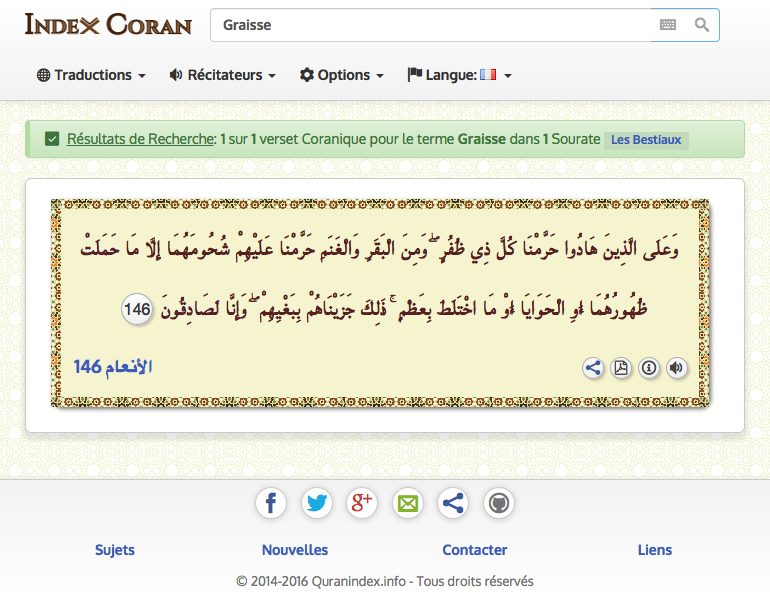 INDEX CORAN
Graisse
Traductions Récitateurs Options Langue:
Résultats de Recherche: 1 sur 1 verset Coranique pour le terme Graisse dans 1 Sourate Les Bestiaux
وَعَلَى الَّذِينَ هَادُوا حَرَّمْنَا كُلَّ ذِي ظُفُرٍ ۖ وَمِنَ الْبَقَرِ وَالْغَنَمِ حَرَّمْنَا عَلَيْهِمْ شُحُومَهُمَا إِلَّا مَا حَمَلَتْ
ظُهُورُهُمَا أَوِ الْحَوَايَا أَوْ مَا اخْتَلَطَ بِعَظْمٍ ۚ ذَٰلِكَ جَزَيْنَاهُمْ بِبَغْيِهِمْ ۖ وَإِنَّا لَصَادِقُونَ 146
الأنعام 146
Sujets Nouvelles Contacter Liens
© 2014-2016 Quranindex.info - Tous droits réservés